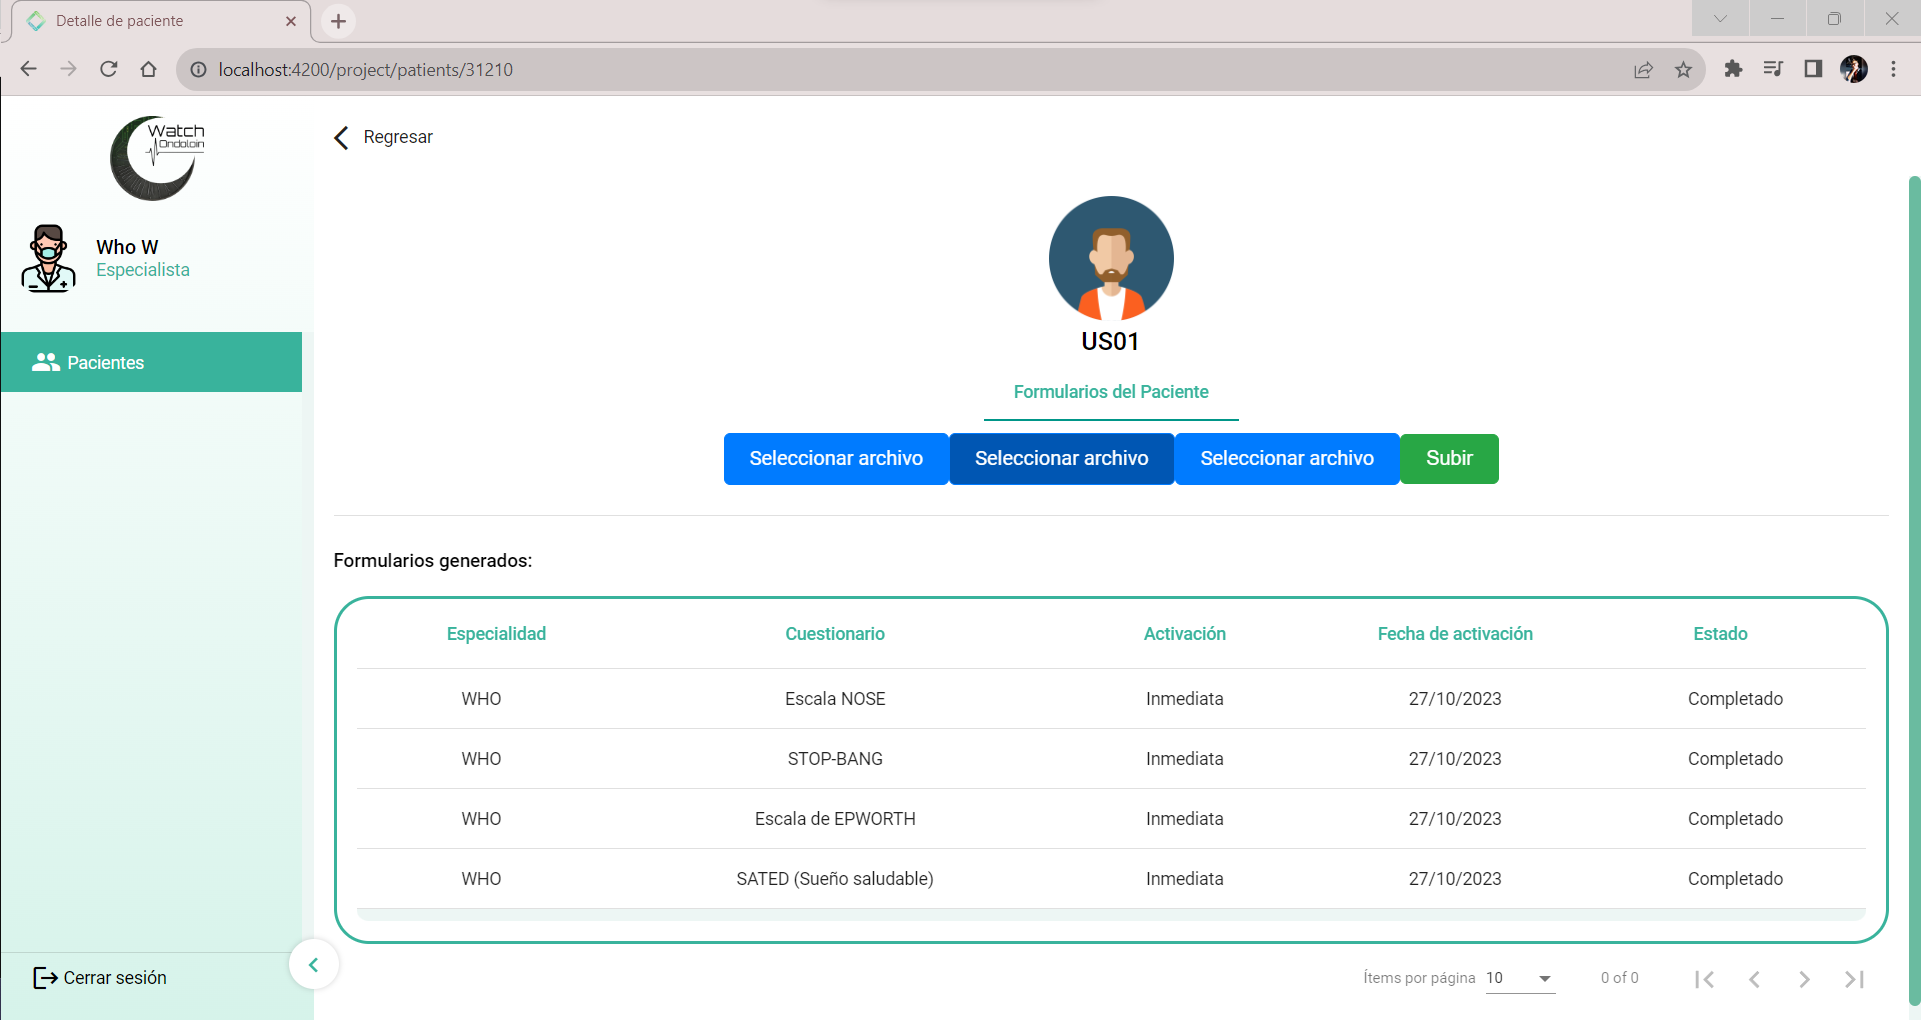 Detalle de paciente
localhost:4200/project/patients/31210
Watch
Ondoloin
Who W
Especialista
Pacientes
Cerrar sesión
Regresar
US01
Formularios del Paciente
Seleccionar archivo Seleccionar archivo Seleccionar archivo Subir
Formularios generados:
Especialidad Cuestionario Activación Fecha de activación Estado
WHO Escala NOSE Inmediata 27/10/2023 Completado
WHO STOP-BANG Inmediata 27/10/2023 Completado
WHO Escala de EPWORTH Inmediata 27/10/2023 Completado
WHO SATED (Sueño saludable) Inmediata 27/10/2023 Completado
Ítems por página 10 0 of 0